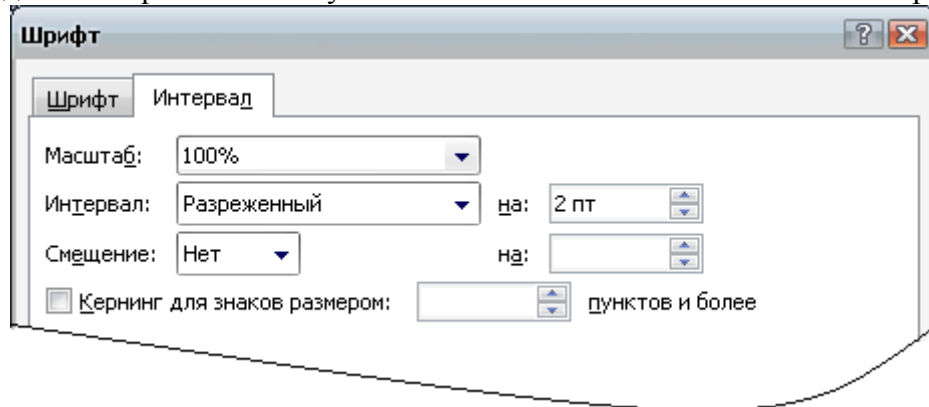 Шрифт
Шрифт Интервал
Масштаб: 100%
Интервал: Разреженный на: 2 пт
Смещение: Нет на:
Кернинг для знаков размером: пунктов и более